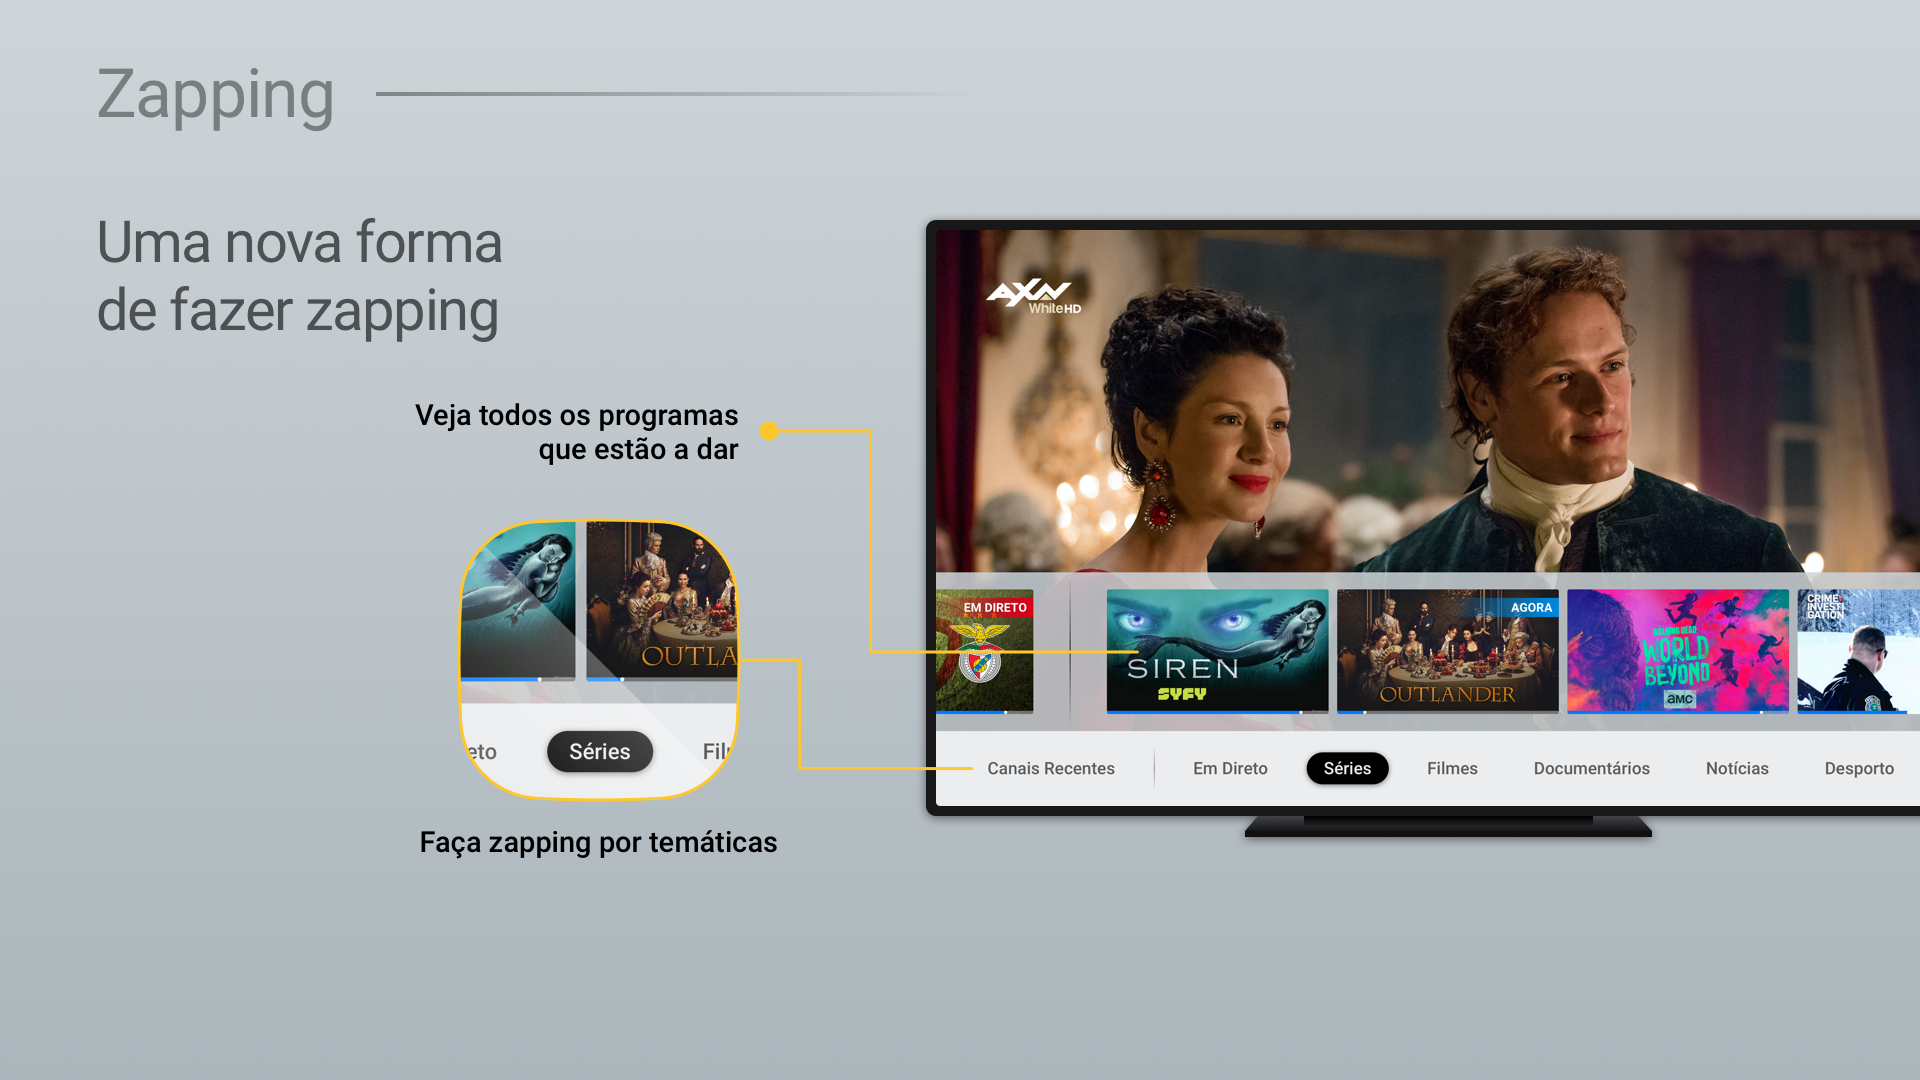 Zapping
Uma nova forma
de fazer zapping
Veja todos os programas
que estão a dar
OUTLA
eto
Séries
Fil
Faça zapping por temáticas
AXN
White HD
EM DIRETO
SIREN
SYFY
AGORA
OUTLANDER
THE WALKING DEAD
WORLD
BEYOND
amc
CRIME+
INVESTI
GATION
Canais Recentes
Em Direto
Séries
Filmes
Documentários
Notícias
Desporto